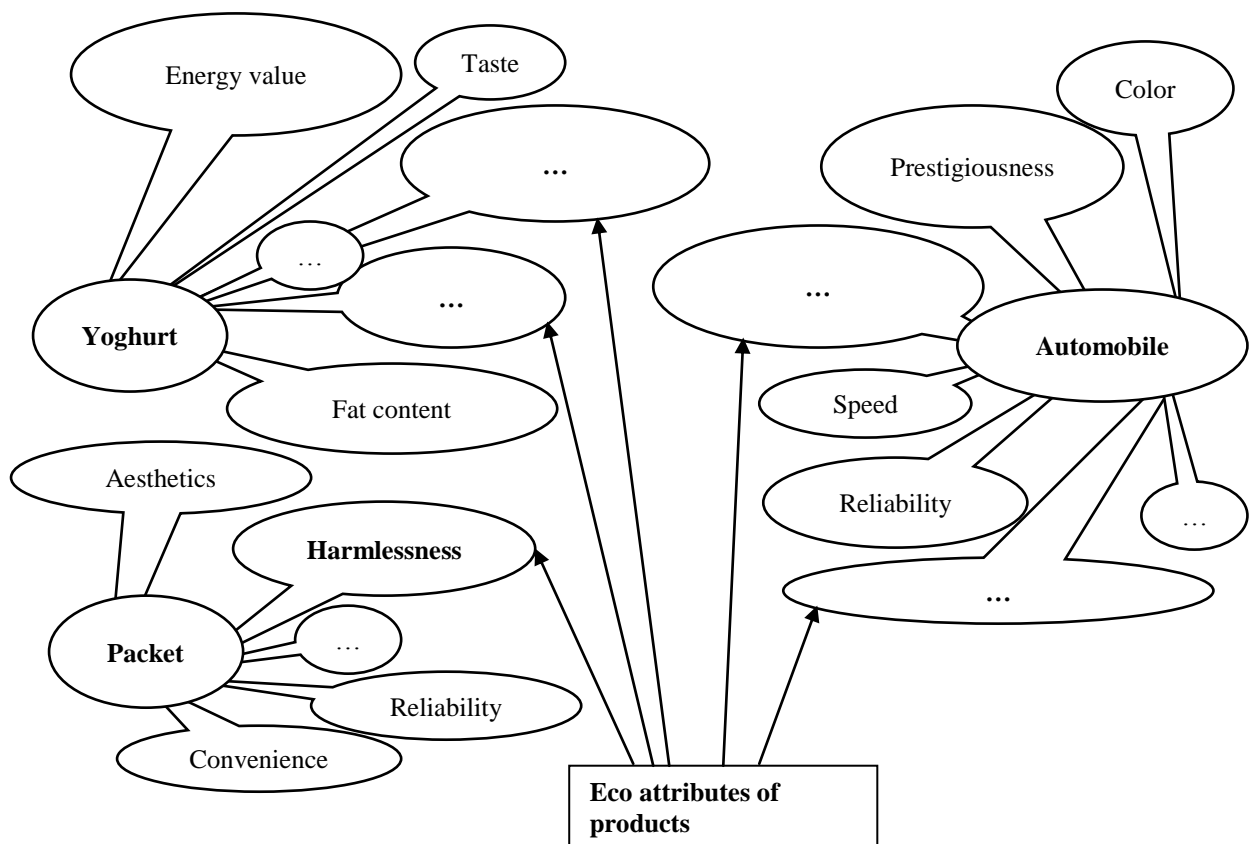 Energy value
Taste
Color
...
Prestigiousness
...
...
...
Yoghurt
Automobile
Fat content
Speed
Aesthetics
Reliability
...
Harmlessness
...
...
Packet
Reliability
Convenience
Eco attributes of
products